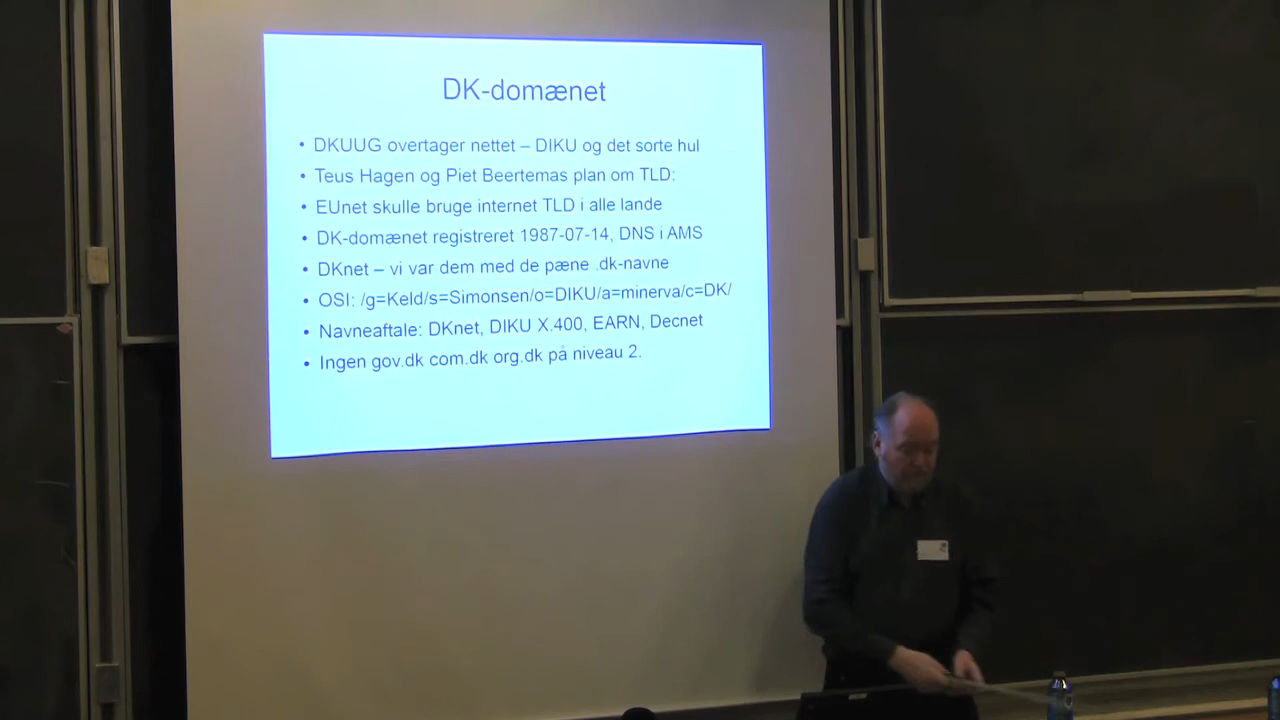 DK-domænet
• DKUUG overtager nettet – DIKU og det sorte hul
• Teus Hagen og Piet Beertemas plan om TLD:
• EUnet skulle bruge internet TLD i alle lande
• DK-domænet registreret 1987-07-14, DNS i AMS
• DKnet – vi var dem med de pæne .dk-navne
• OSI: /g=Keld/s=Simonsen/o=DIKU/a=minerva/c=DK/
• Navneaftale: DKnet, DIKU X.400, EARN, Decnet
• Ingen gov.dk com.dk org.dk på niveau 2.